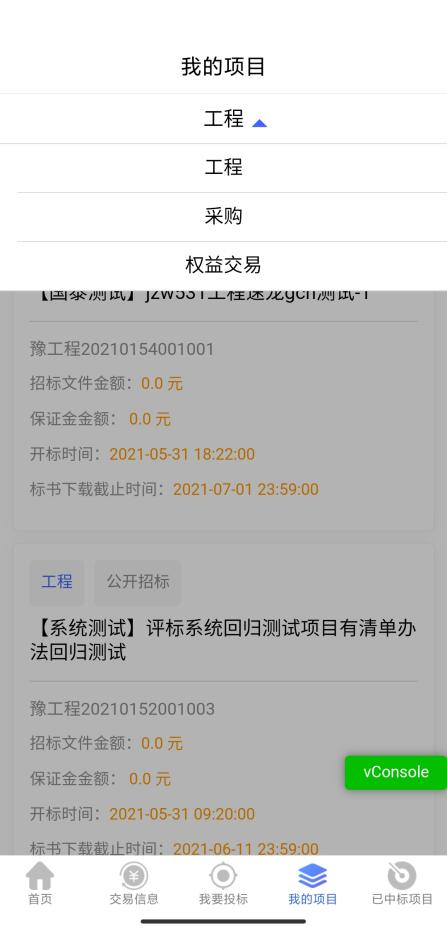 我的项目
工程
工程
采购
权益交易
【国泰测试】jzw531工程速龙gch测试-1
豫工程20210154001001
招标文件金额：0.0 元
保证金金额： 0.0 元
开标时间：2021-05-31 18:22:00
标书下载截止时间：2021-07-01 23:59:00
工程 公开招标
【系统测试】评标系统回归测试项目有清单办
法回归测试
豫工程20210152001003
招标文件金额：0.0 元
保证金金额： 0.0 元
vConsole
开标时间：2021-05-31 09:20:00
标书下载截止时间：2021-06-11 23:59:00
首页 交易信息 我要投标 我的项目 已中标项目